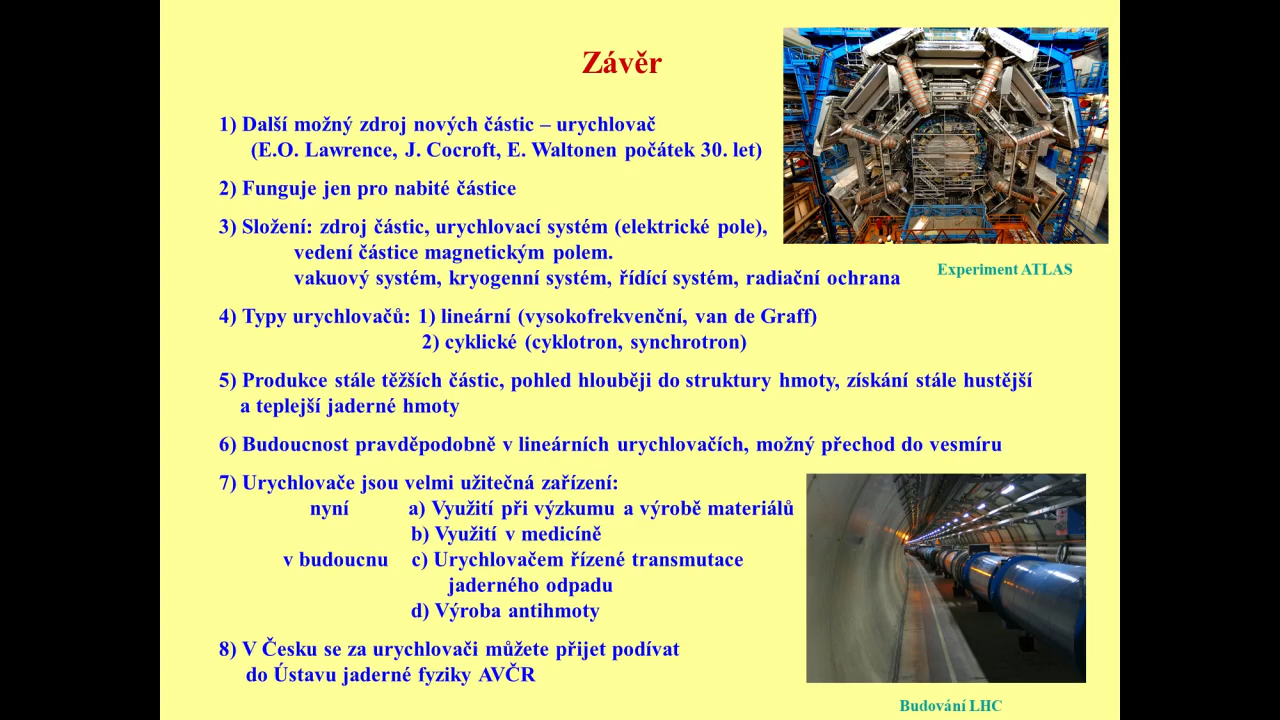 Závěr
1) Další možný zdroj nových částic – urychlovač
(E.O. Lawrence, J. Cocroft, E. Waltonen počátek 30. let)
2) Funguje jen pro nabité částice
3) Složení: zdroj částic, urychlovací systém (elektrické pole),
vedení částice magnetickým polem.
vakuový systém, kryogenní systém, řídící systém, radiační ochrana
Experiment ATLAS
4) Typy urychlovačů: 1) lineární (vysokofrekvenční, van de Graff)
2) cyklické (cyklotron, synchrotron)
5) Produkce stále těžších částic, pohled hlouběji do struktury hmoty, získání stále hustější
a teplejší jaderné hmoty
6) Budoucnost pravděpodobně v lineárních urychlovačích, možný přechod do vesmíru
7) Urychlovače jsou velmi užitečná zařízení:
nyní a) Využití při výzkumu a výrobě materiálů
b) Využití v medicíně
v budoucnu c) Urychlovačem řízené transmutace
jaderného odpadu
d) Výroba antihmoty
8) V Česku se za urychlovači můžete přijet podívat
do Ústavu jaderné fyziky AVČR
Budování LHC